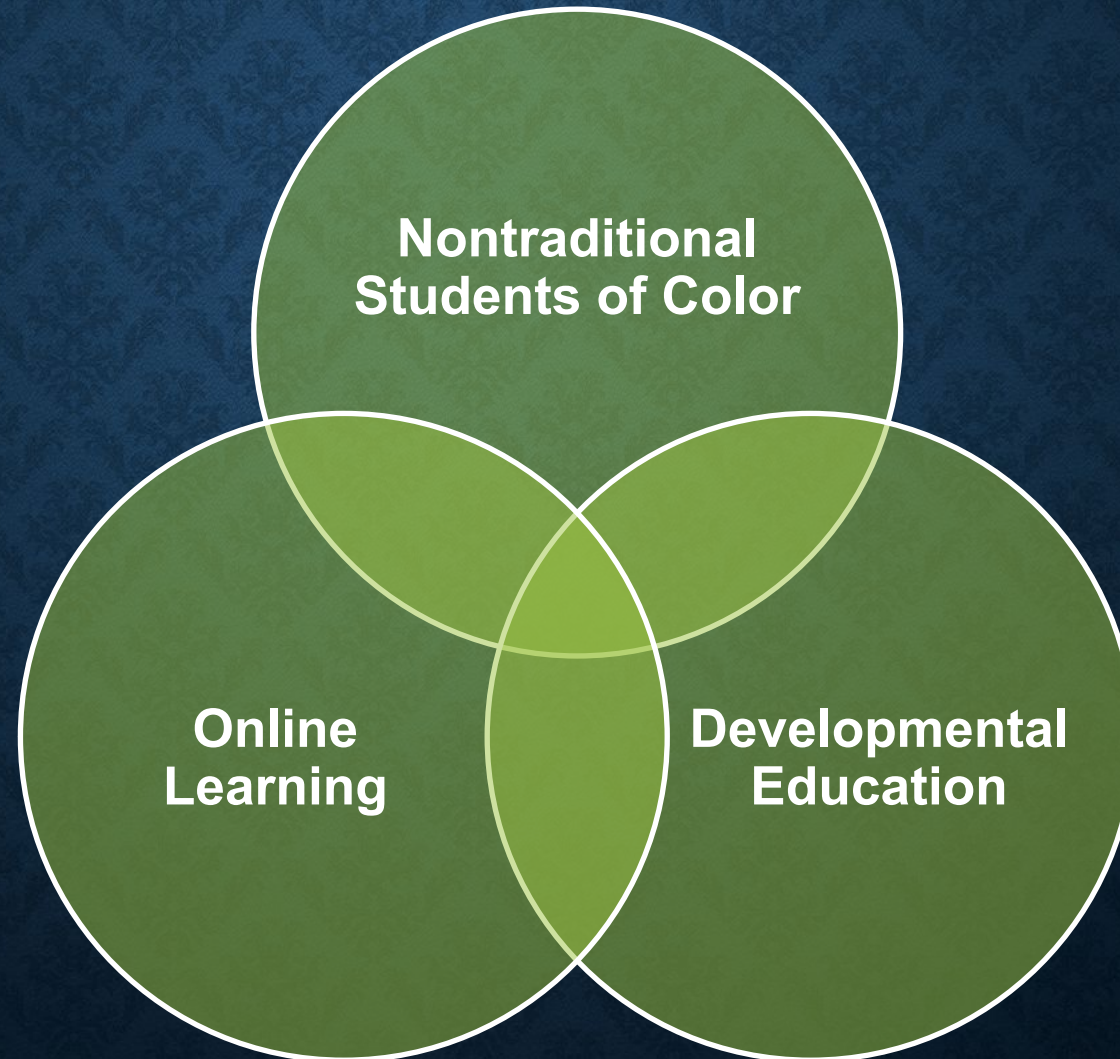 Nontraditional
Students of Color
Online
Learning
Developmental
Education